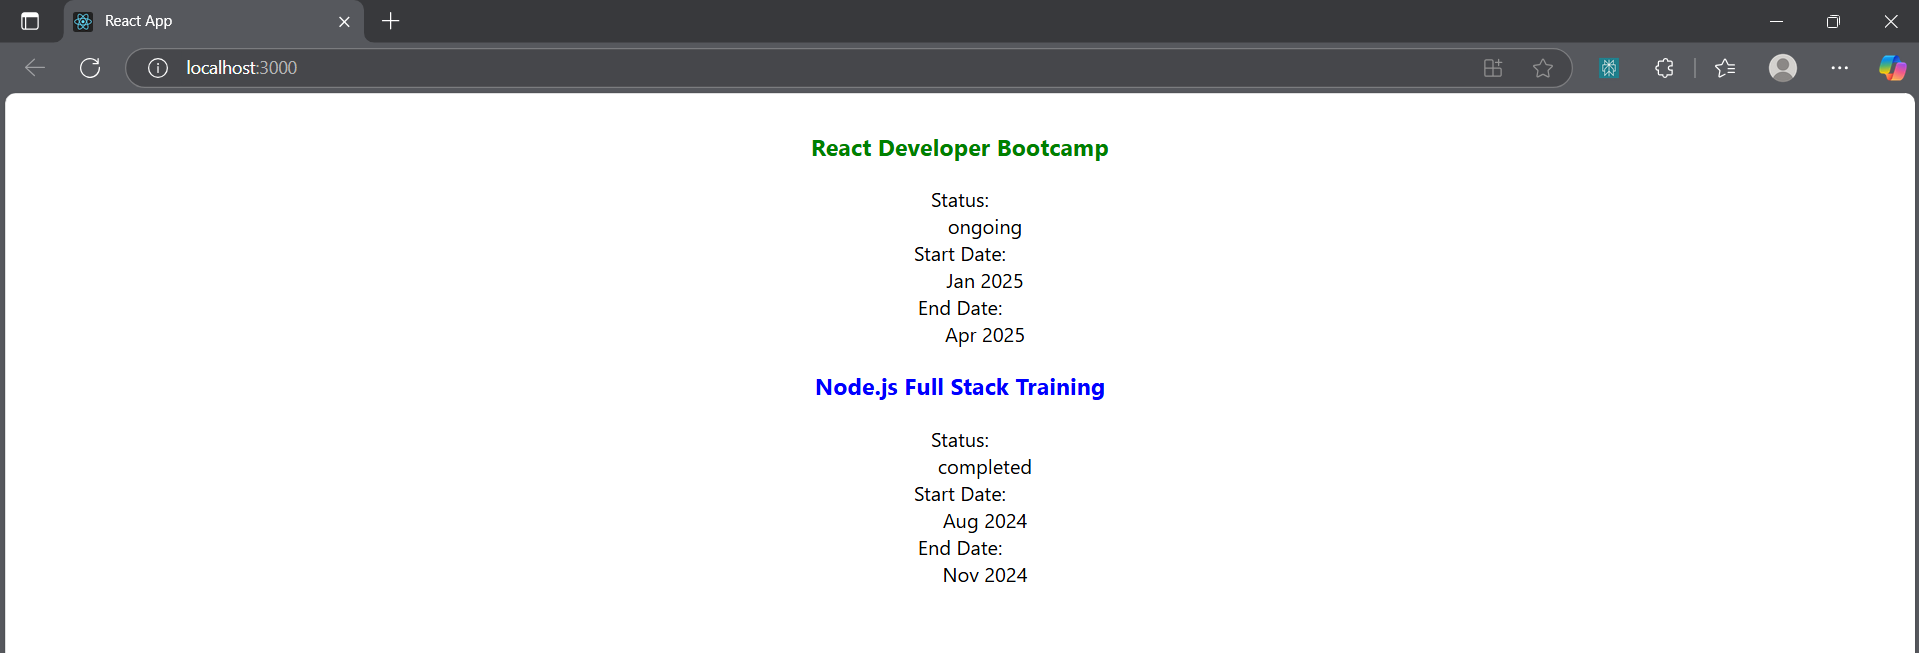 React App
localhost:3000
React Developer Bootcamp
Status:
ongoing
Start Date:
Jan 2025
End Date:
Apr 2025
Node.js Full Stack Training
Status:
completed
Start Date:
Aug 2024
End Date:
Nov 2024